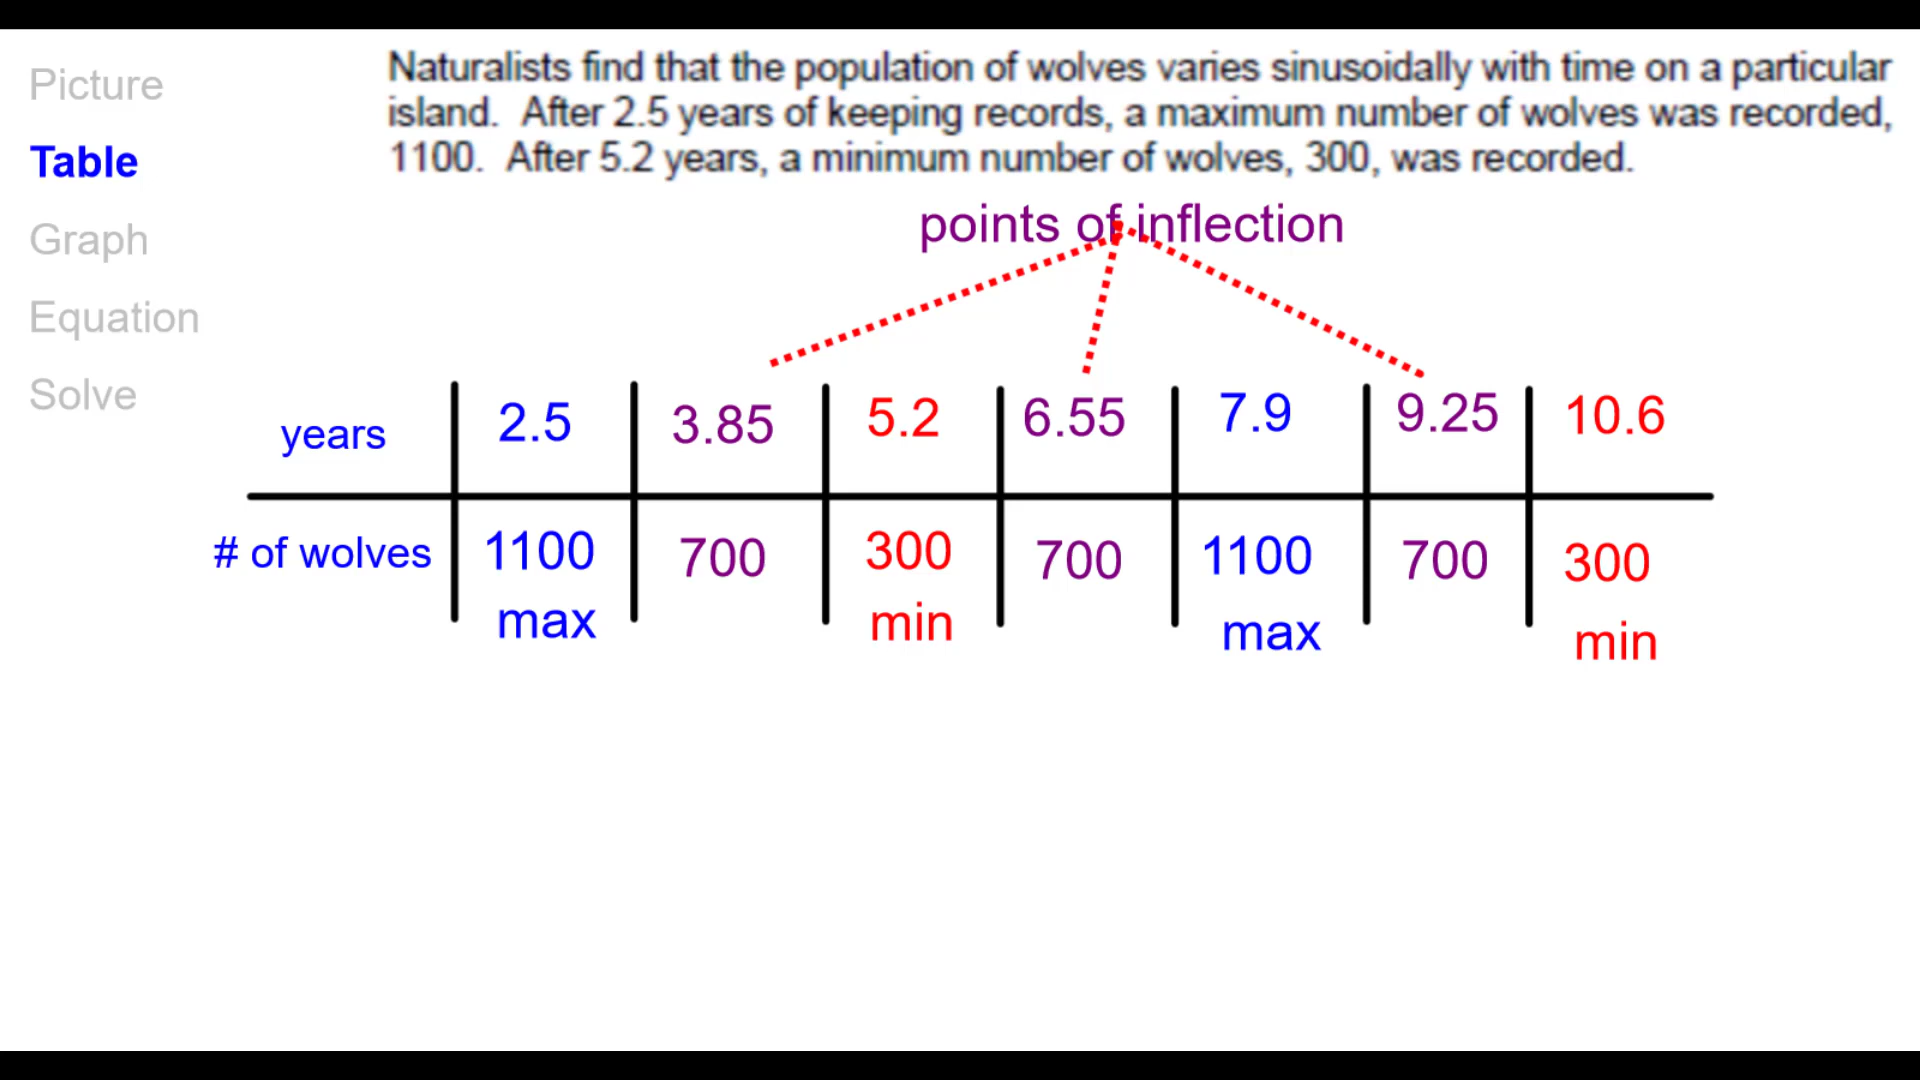 Picture
Table
Graph
Equation
Solve
Naturalists find that the population of wolves varies sinusoidally with time on a particular
island. After 2.5 years of keeping records, a maximum number of wolves was recorded,
1100. After 5.2 years, a minimum number of wolves, 300, was recorded.
points of inflection
years 2.5 3.85 5.2 6.55 7.9 9.25 10.6
# of wolves 1100 700 300 700 1100 700 300
max min max min